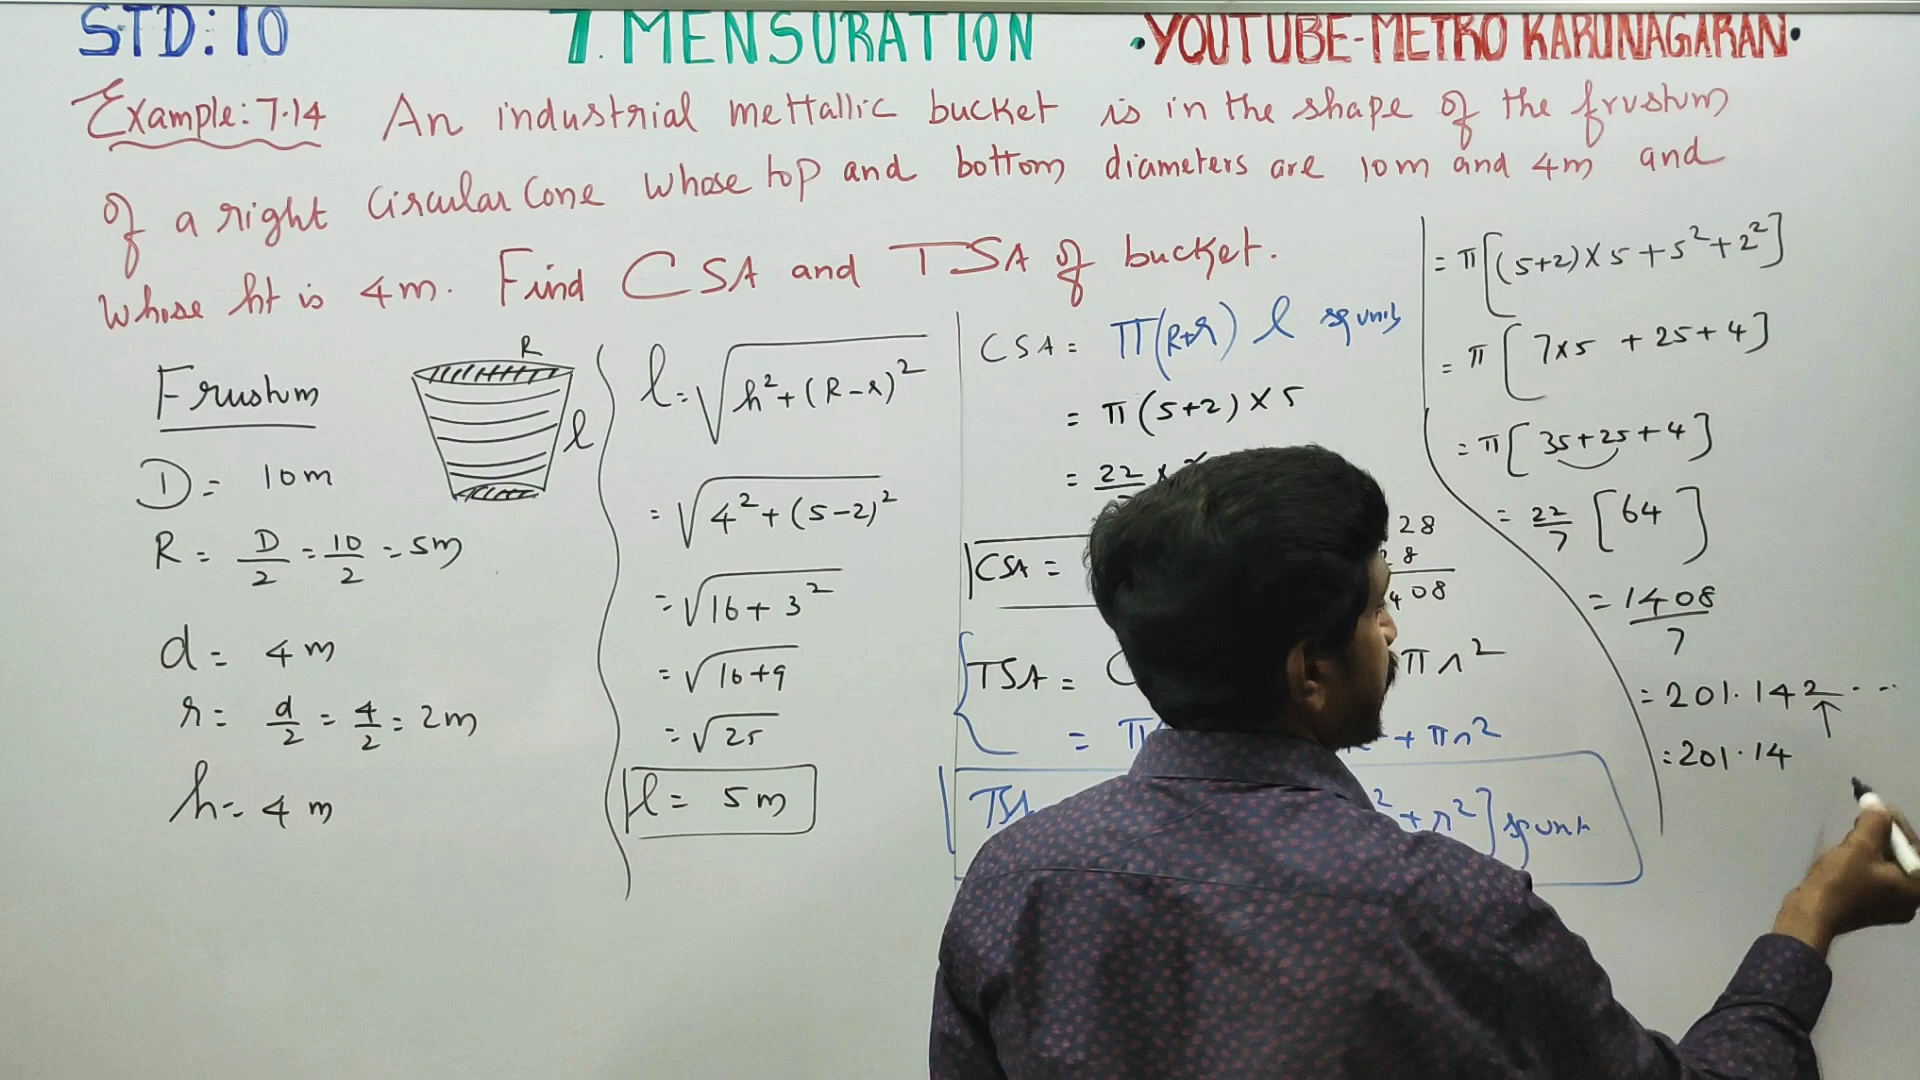 STD: 10 7. MENSURATION •YOUTUBE-METRO KARUNAGARAN•
Example: 7.14 An industrial mettallic bucket is in the shape of the frustum
of a right circular cone whose top and bottom diameters are 10m and 4m and
whose ht is 4m. Find CSA and TSA of bucket.
Frustum
R
l
D = 10m
R = D/2 = 10/2 = 5m
d = 4m
r = d/2 = 4/2 = 2m
h = 4m
l = √h²+(R-r)²
= √4²+(5-2)²
= √16+3²
= √16+9
= √25
l = 5m
CSA = π(R+r) l sq units
= π(5+2)×5
= 22 ×
CSA =
28
8
408
TSA = πr²
= π + πr²
TSA ² + r²] sq unit
= π[(5+2)×5+5²+2²]
= π[7×5+25+4]
= π[35+25+4]
= 22/7 [64]
= 1408/7
= 201.142...
= 201.14